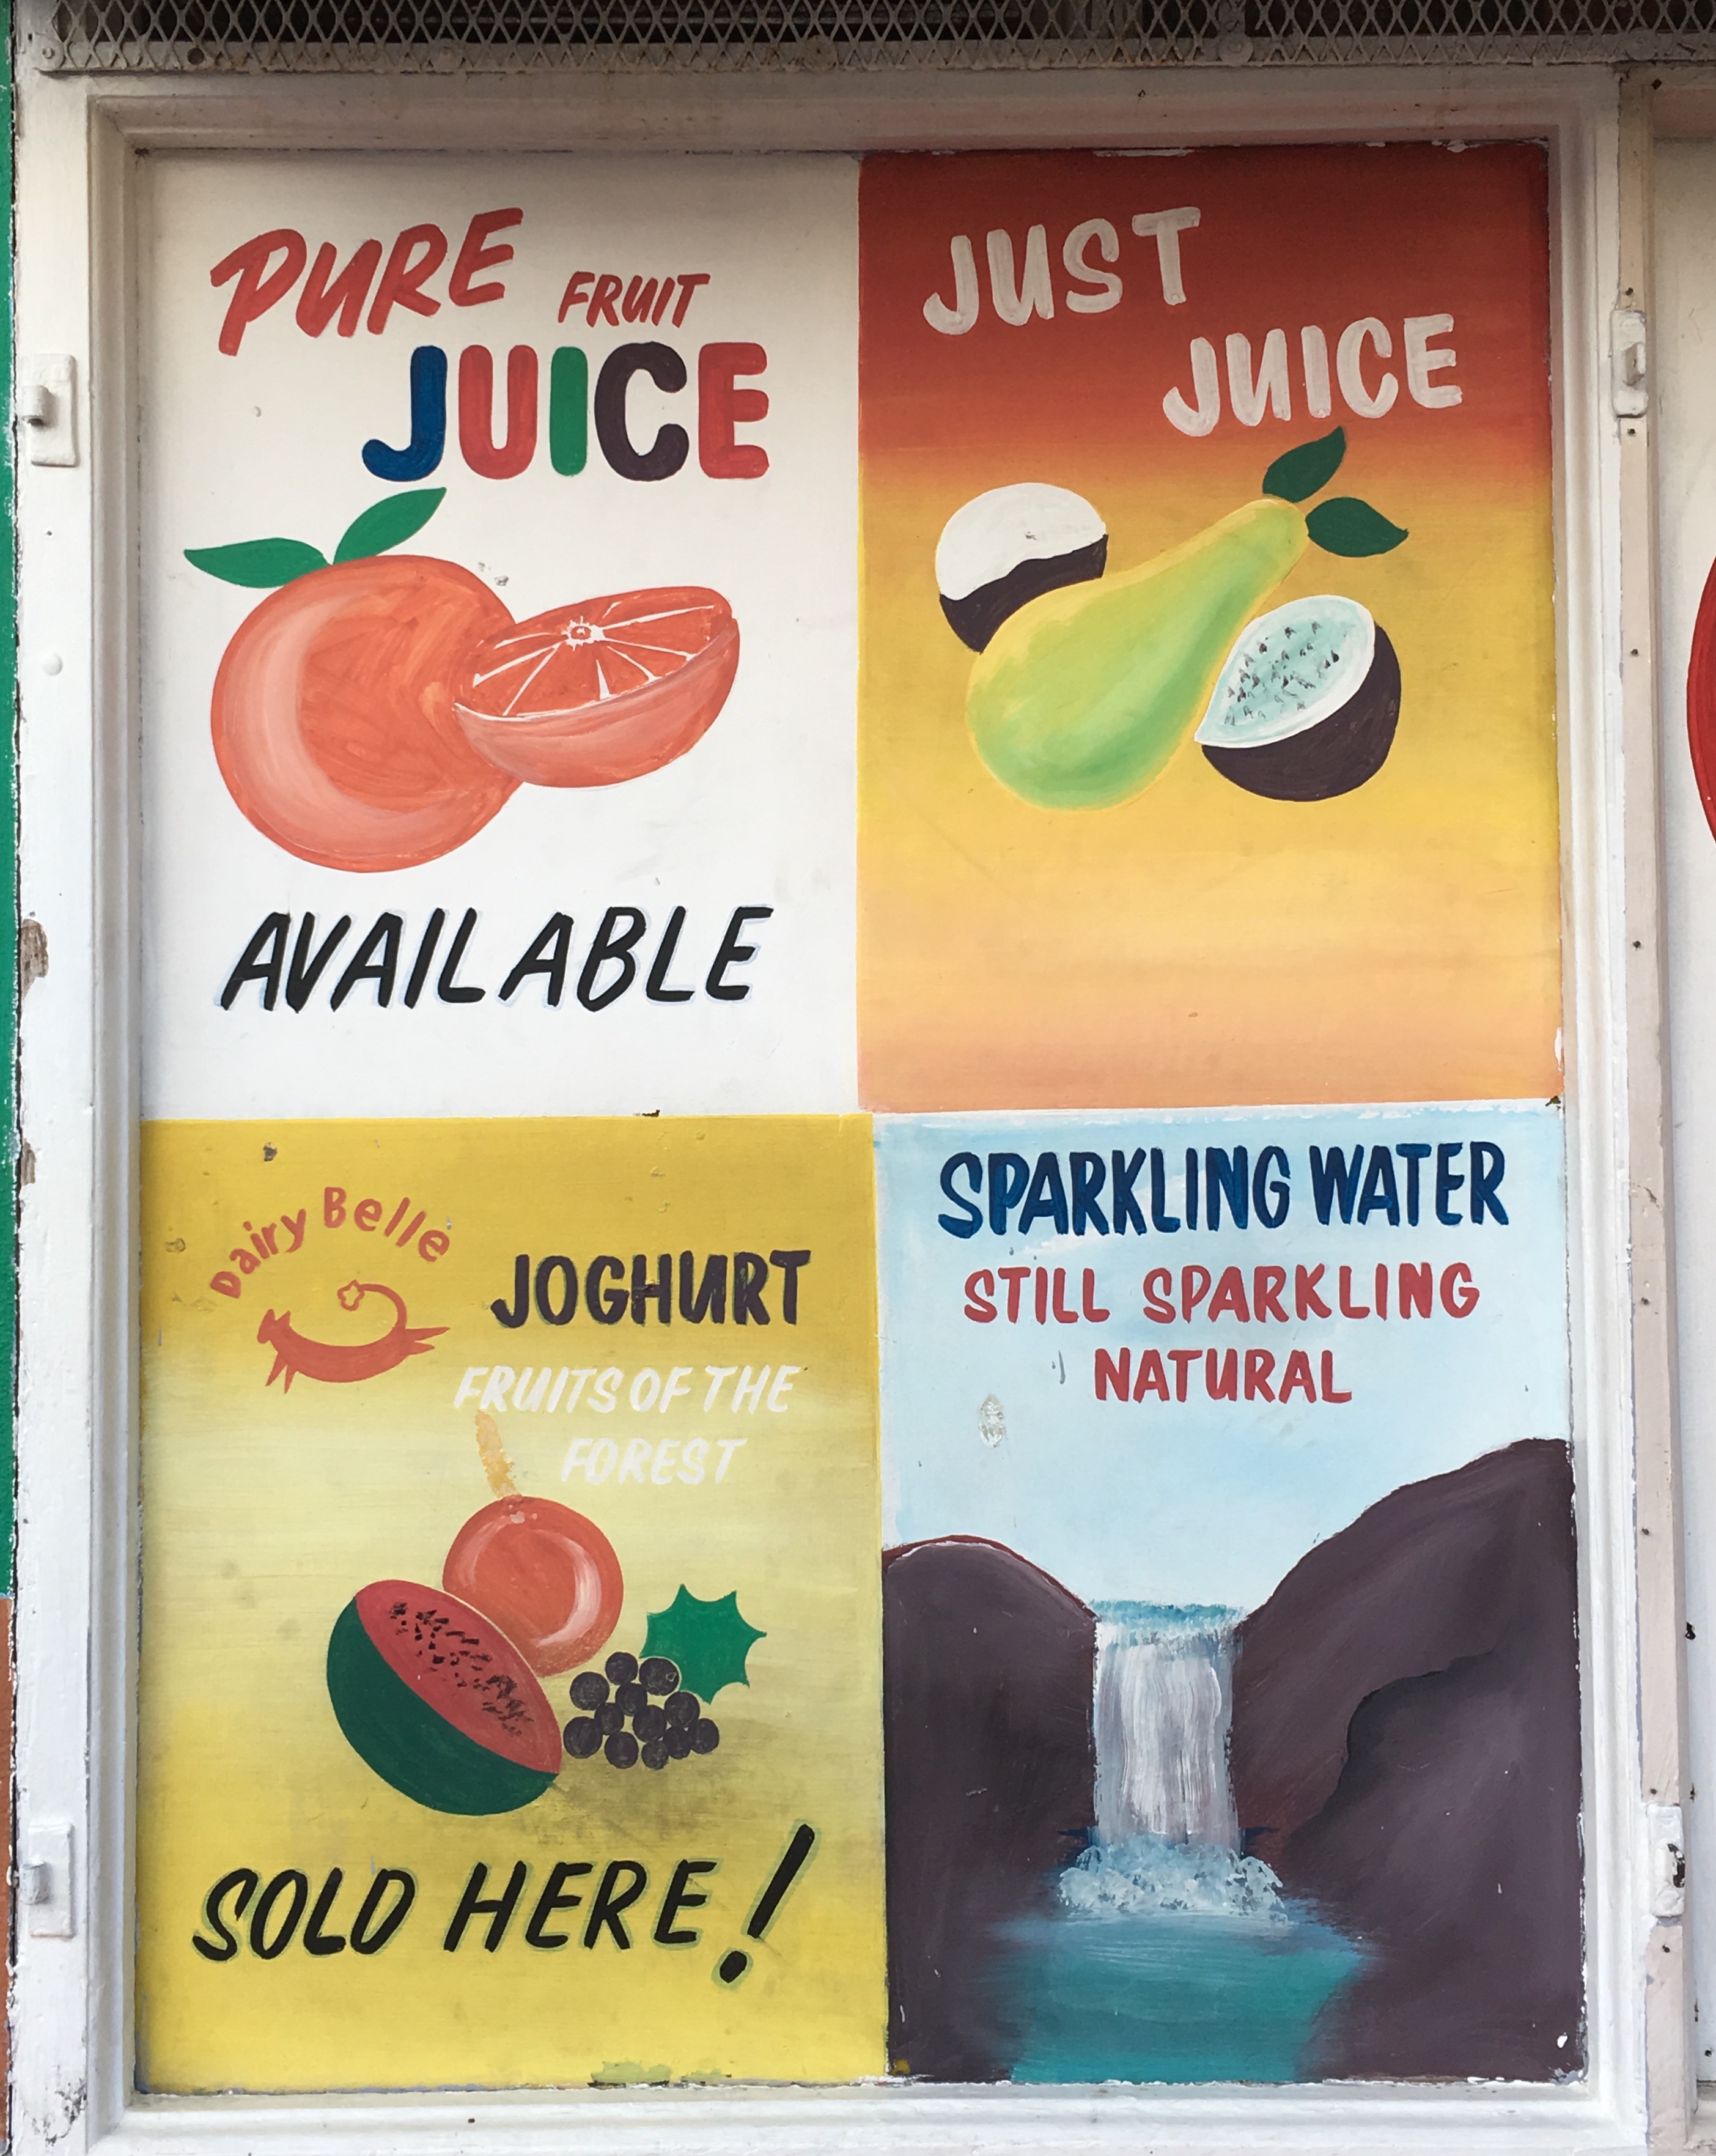 PURE FRUIT
JUICE
AVAILABLE
JUST
JUICE
Dairy Belle
JOGHURT
FRUITS OF THE
FOREST
SOLD HERE!
SPARKLING WATER
STILL SPARKLING
NATURAL